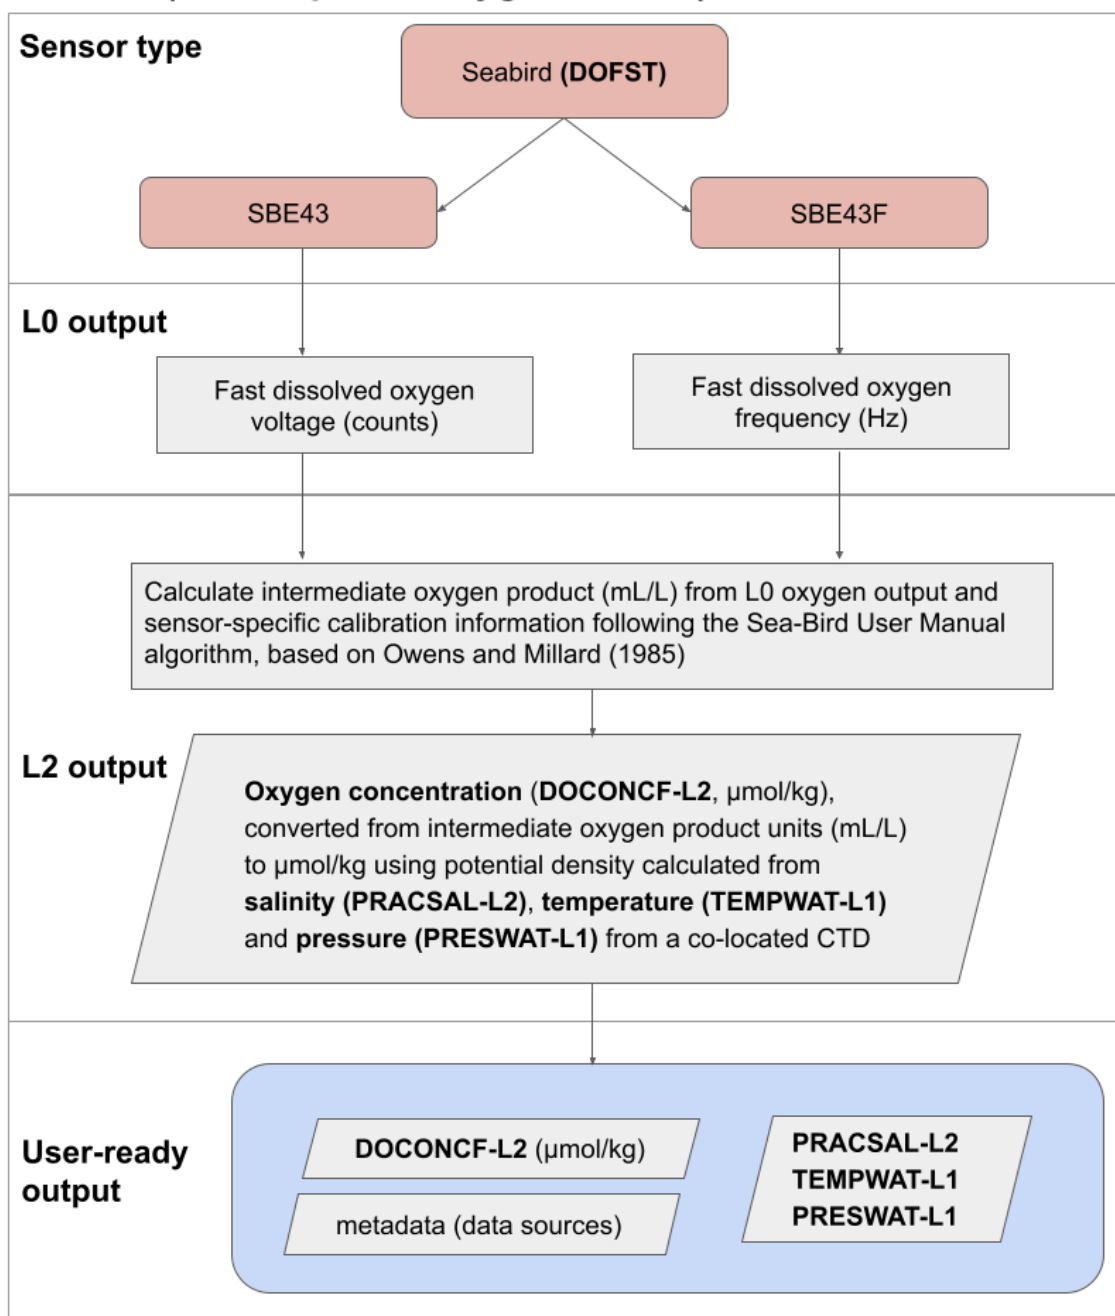 Sensor type
Seabird (DOFST)
SBE43
SBE43F
L0 output
Fast dissolved oxygen
voltage (counts)
Fast dissolved oxygen
frequency (Hz)
Calculate intermediate oxygen product (mL/L) from L0 oxygen output and
sensor-specific calibration information following the Sea-Bird User Manual
algorithm, based on Owens and Millard (1985)
L2 output
Oxygen concentration (DOCONCF-L2, µmol/kg),
converted from intermediate oxygen product units (mL/L)
to µmol/kg using potential density calculated from
salinity (PRACSAL-L2), temperature (TEMPWAT-L1)
and pressure (PRESWAT-L1) from a co-located CTD
User-ready
output
DOCONCF-L2 (µmol/kg)
metadata (data sources)
PRACSAL-L2
TEMPWAT-L1
PRESWAT-L1